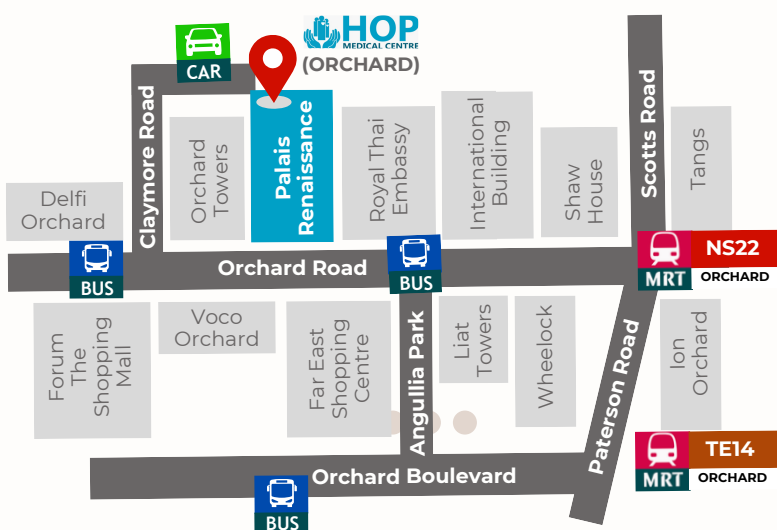 HOP
MEDICAL CENTRE
(ORCHARD)
CAR
Claymore Road
Orchard
Towers
Palais
Renaissance
Royal Thai
Embassy
International
Building
Shaw
House
Scotts Road
Tangs
Delfi
Orchard
BUS
Orchard Road
BUS
MRT
NS22
ORCHARD
Forum
The
Shopping
Mall
Voco
Orchard
Far East
Shopping
Centre
Angullia Park
Liat
Towers
Wheelock
Paterson Road
Ion
Orchard
MRT
TE14
ORCHARD
Orchard Boulevard
BUS